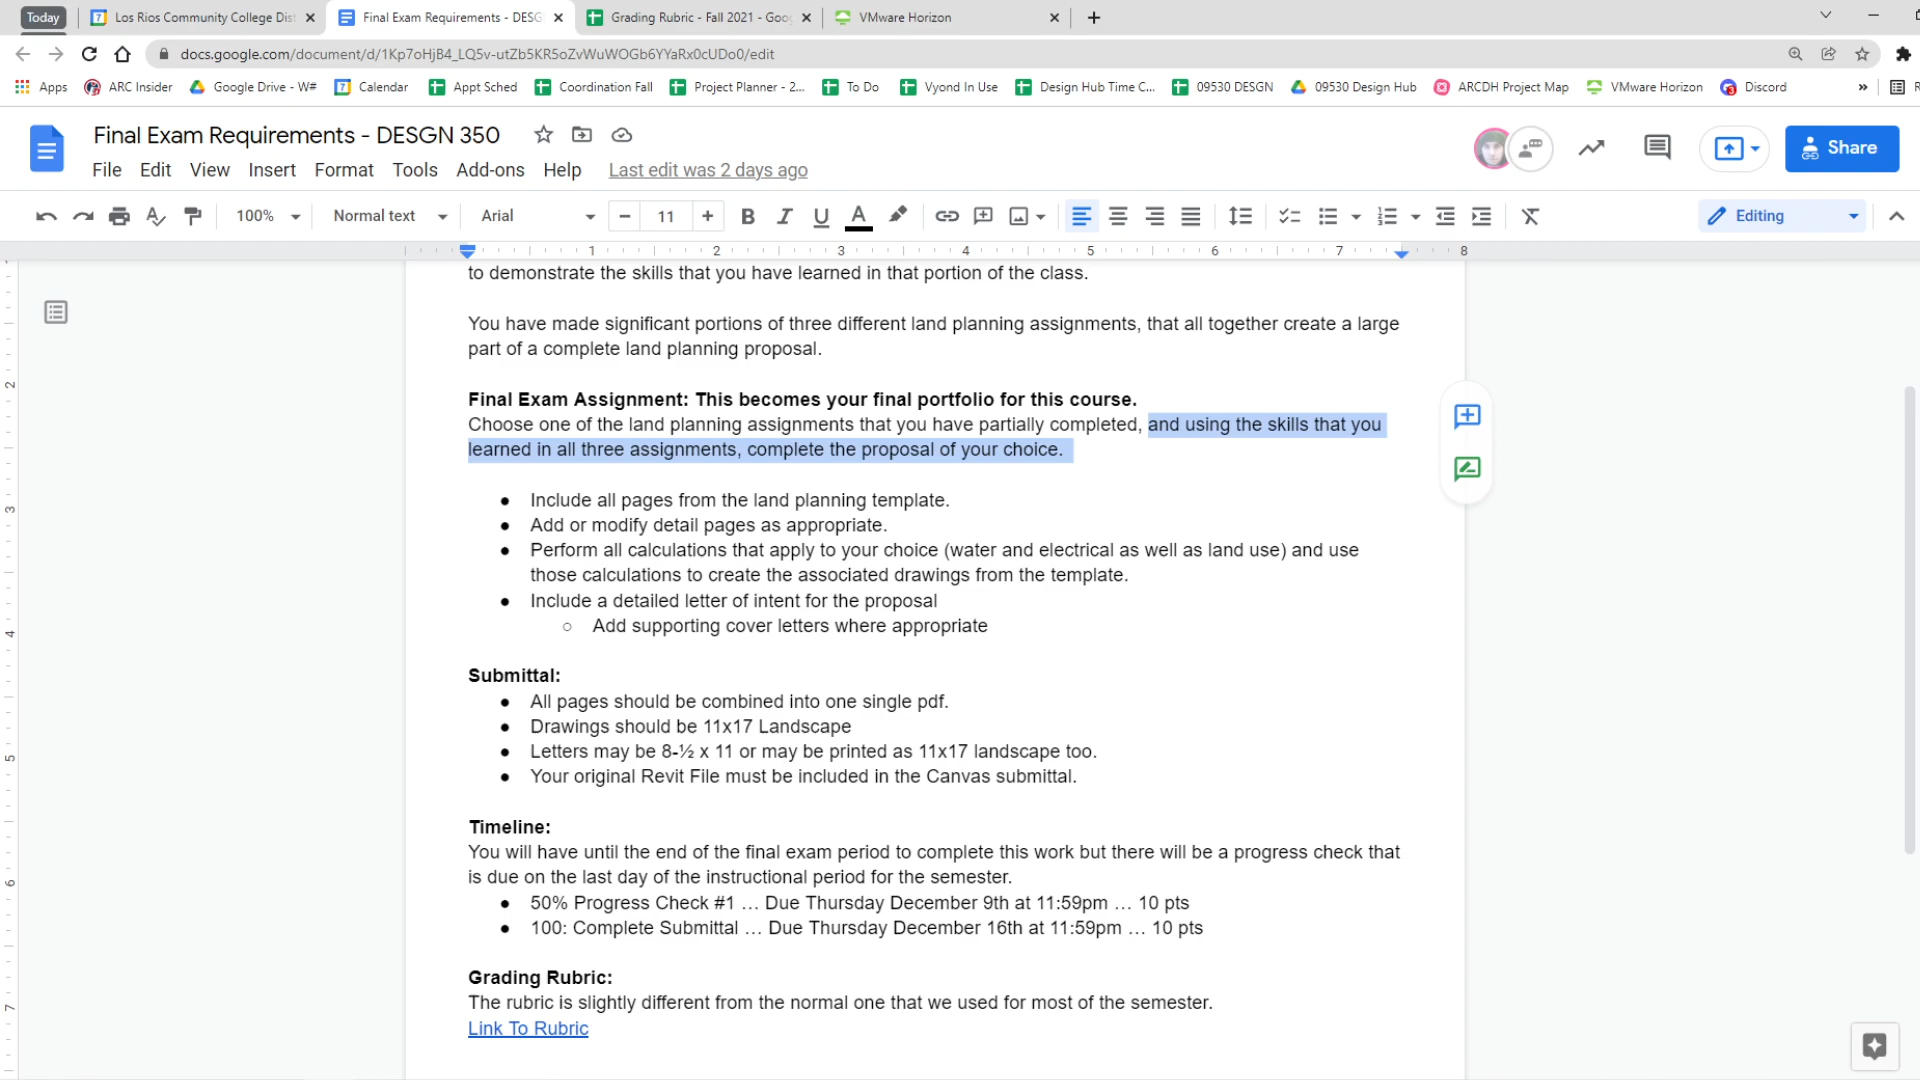 Today
Los Rios Community College Dist
Final Exam Requirements - DESG
Grading Rubric - Fall 2021 - Goo
VMware Horizon
docs.google.com/document/d/1Kp7oHjB4_LQ5v-utZb5KR5oZvWuWOGb6YYaRx0cUDo0/edit
Apps
ARC Insider
Google Drive - W#
Calendar
Appt Sched
Coordination Fall
Project Planner - 2...
To Do
Vyond In Use
Design Hub Time C...
09530 DESGN
09530 Design Hub
ARCDH Project Map
VMware Horizon
Discord
Final Exam Requirements - DESGN 350
File Edit View Insert Format Tools Add-ons Help Last edit was 2 days ago
Share
100% Normal text Arial 11 Editing
1 2 3 4 5 6 7 8
to demonstrate the skills that you have learned in that portion of the class.
You have made significant portions of three different land planning assignments, that all together create a large
part of a complete land planning proposal.
Final Exam Assignment: This becomes your final portfolio for this course.
Choose one of the land planning assignments that you have partially completed, and using the skills that you
learned in all three assignments, complete the proposal of your choice.
● Include all pages from the land planning template.
● Add or modify detail pages as appropriate.
● Perform all calculations that apply to your choice (water and electrical as well as land use) and use
those calculations to create the associated drawings from the template.
● Include a detailed letter of intent for the proposal
○ Add supporting cover letters where appropriate
Submittal:
● All pages should be combined into one single pdf.
● Drawings should be 11x17 Landscape
● Letters may be 8-½ x 11 or may be printed as 11x17 landscape too.
● Your original Revit File must be included in the Canvas submittal.
Timeline:
You will have until the end of the final exam period to complete this work but there will be a progress check that
is due on the last day of the instructional period for the semester.
● 50% Progress Check #1 … Due Thursday December 9th at 11:59pm … 10 pts
● 100: Complete Submittal … Due Thursday December 16th at 11:59pm … 10 pts
Grading Rubric:
The rubric is slightly different from the normal one that we used for most of the semester.
Link To Rubric
2
3
4
5
6
7